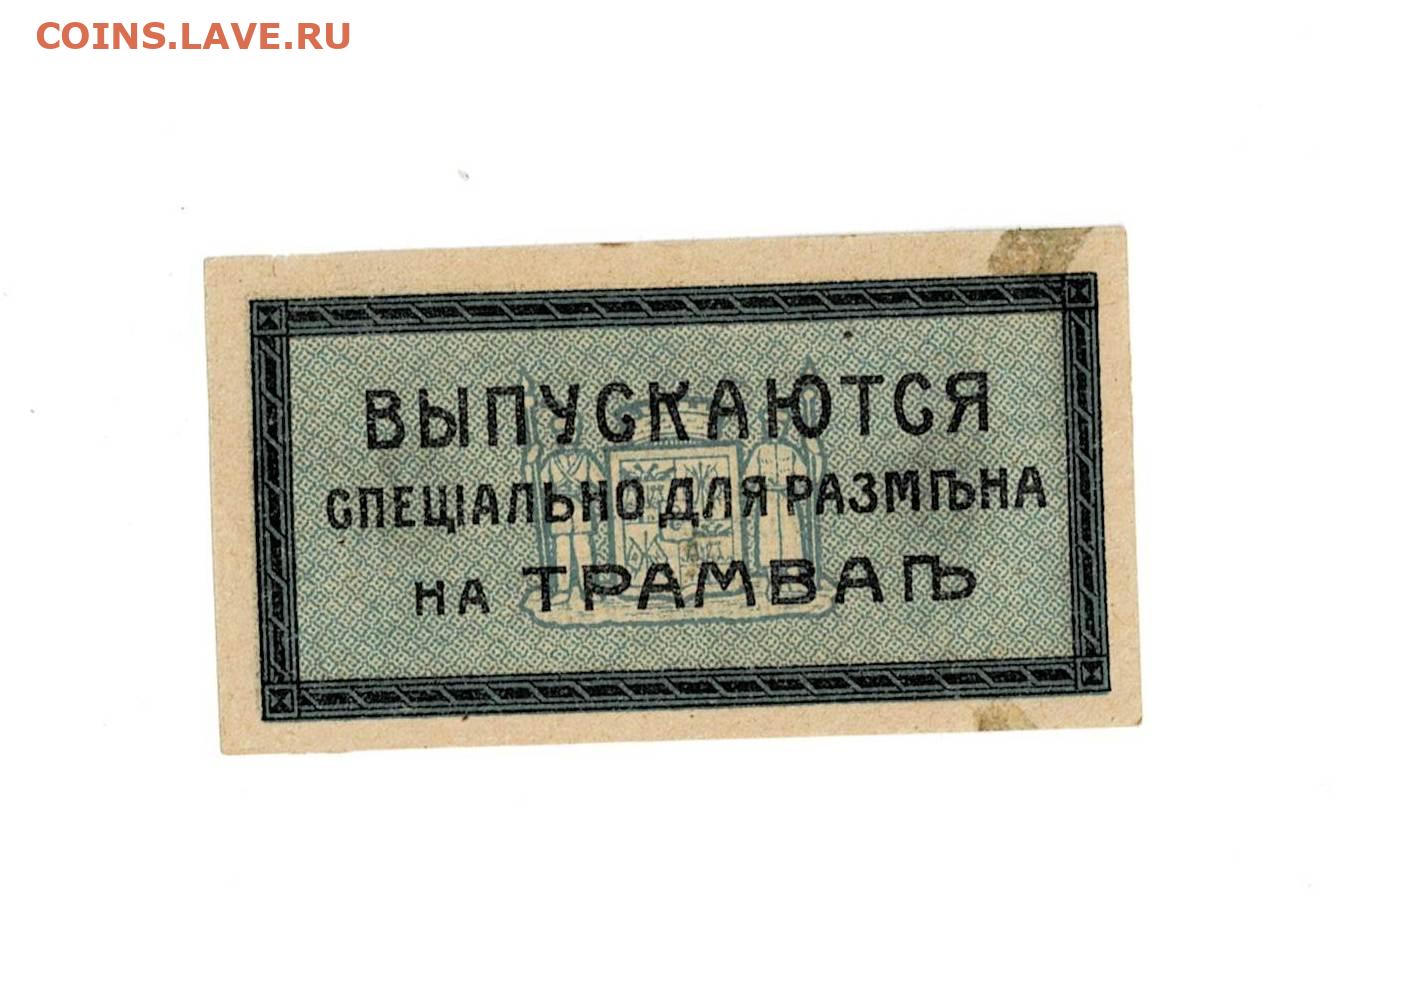 COINS.LAVE.RU
ВЫПУСКАЮТСЯ
СПЕЦІАЛЬНО ДЛЯ РАЗМѢНА
НА ТРАМВАѢ